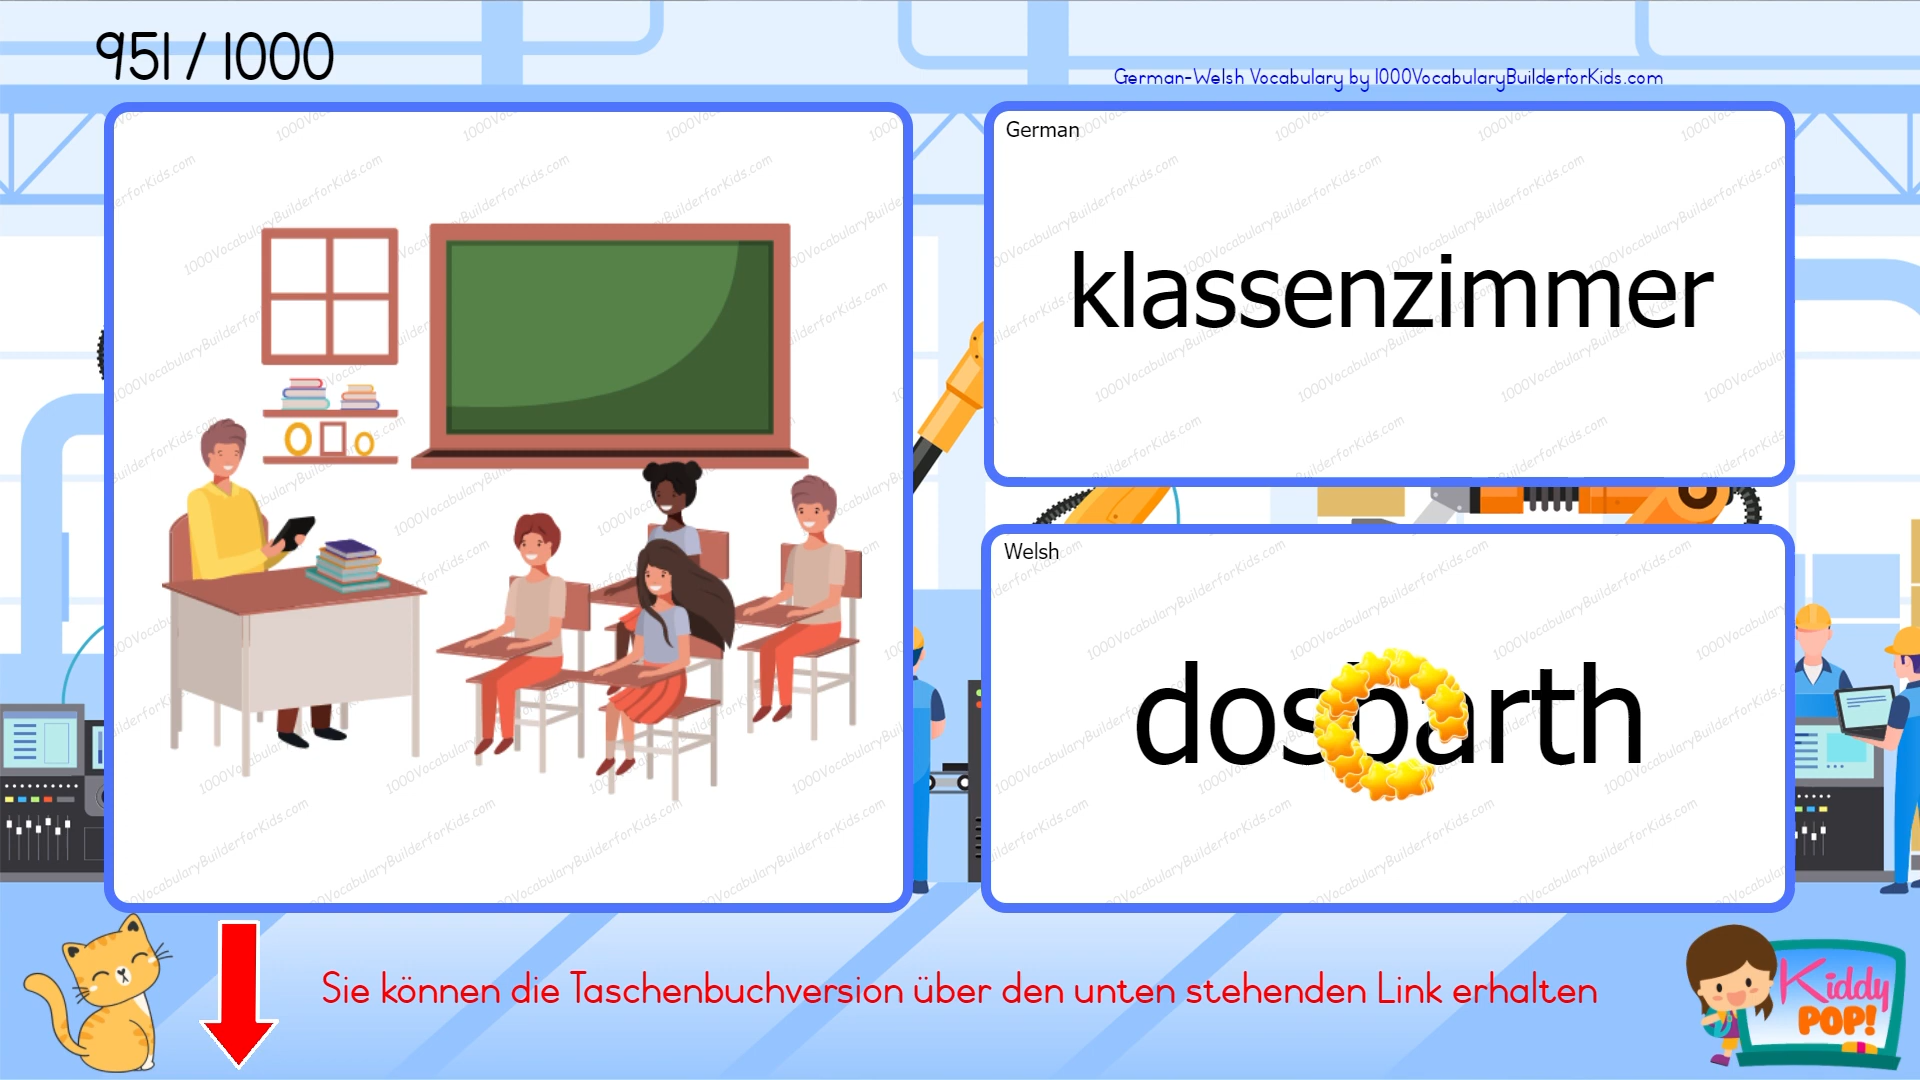 951 / 1000
German-Welsh Vocabulary by 1000VocabularyBuilderforKids.com
German
klassenzimmer
Welsh
dosbarth
Sie können die Taschenbuchversion über den unten stehenden Link erhalten
Kiddy
POP!